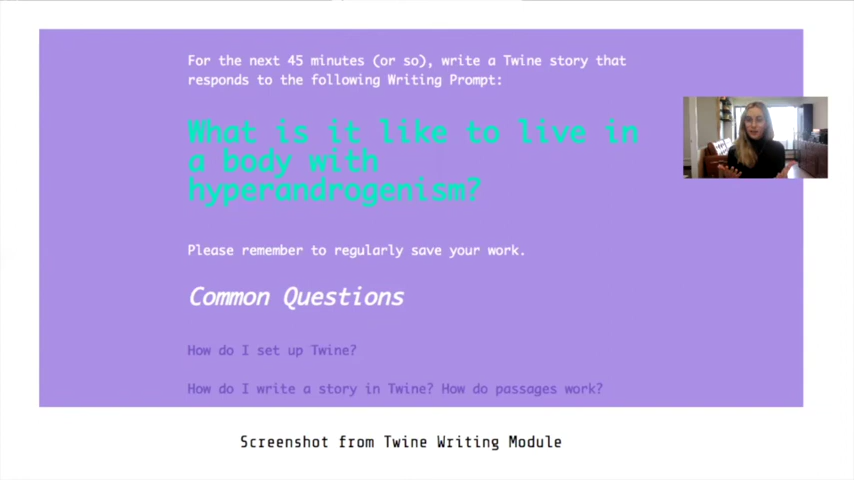 For the next 45 minutes (or so), write a Twine story that
responds to the following Writing Prompt:
What is it like to live in
a body with
hyperandrogenism?
Please remember to regularly save your work.
Common Questions
How do I set up Twine?
How do I write a story in Twine? How do passages work?
Screenshot from Twine Writing Module